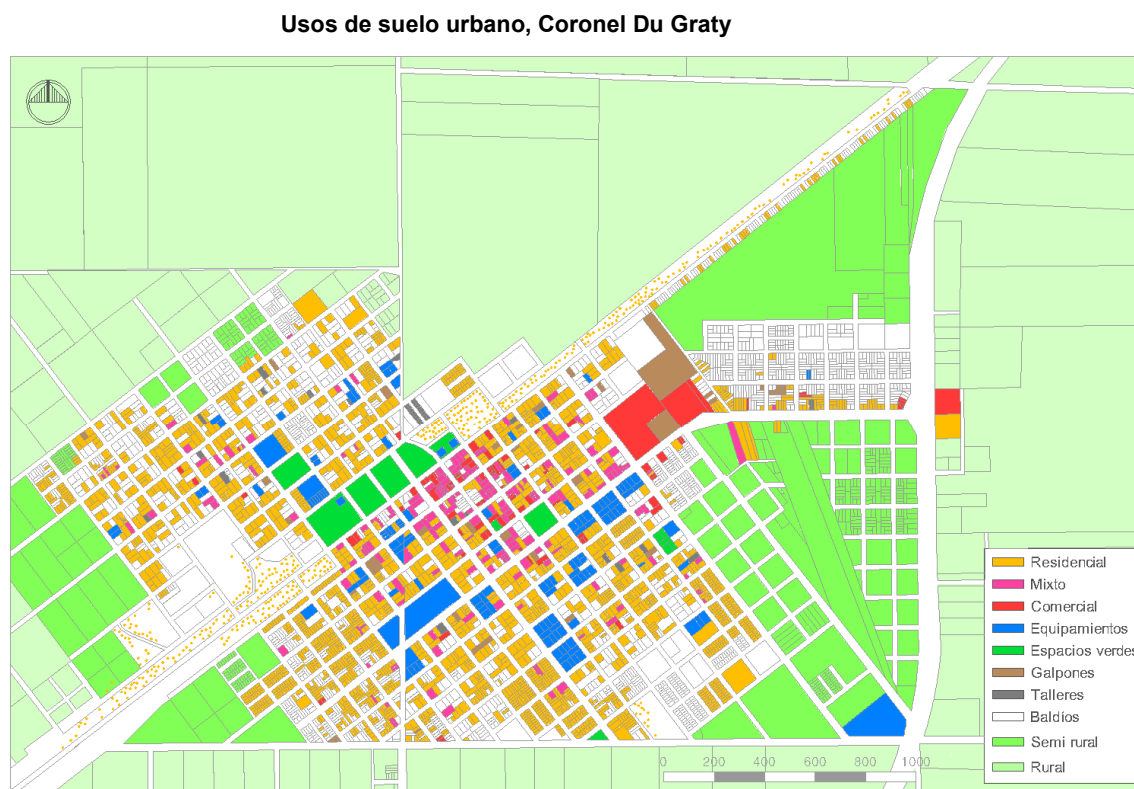 Usos de suelo urbano, Coronel Du Graty
Residencial
Mixto
Comercial
Equipamientos
Espacios verdes
Galpones
Talleres
Baldíos
Semi rural
Rural
0 200 400 600 800 1000